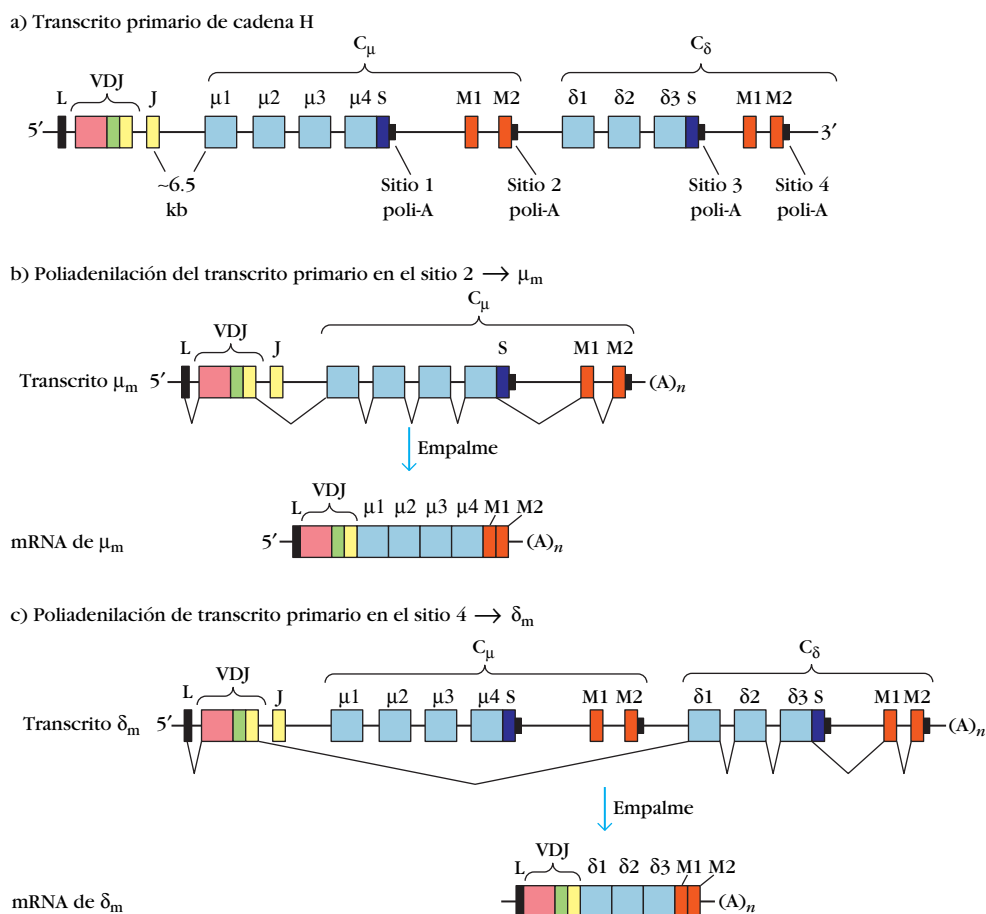 a) Transcrito primario de cadena H
Cμ Cδ
VDJ
L J μ1 μ2 μ3 μ4 S M1 M2 δ1 δ2 δ3 S M1 M2
5′ 3′
~6.5 kb
Sitio 1 poli-A
Sitio 2 poli-A
Sitio 3 poli-A
Sitio 4 poli-A
b) Poliadenilación del transcrito primario en el sitio 2 → μm
Cμ
VDJ
L J S M1 M2
Transcrito μm 5′ (A)n
Empalme
VDJ
L μ1 μ2 μ3 μ4 M1 M2
mRNA de μm 5′ (A)n
c) Poliadenilación de transcrito primario en el sitio 4 → δm
Cμ Cδ
VDJ
L J μ1 μ2 μ3 μ4 S M1 M2 δ1 δ2 δ3 S M1 M2
Transcrito δm 5′ (A)n
Empalme
VDJ
L δ1 δ2 δ3 M1 M2
mRNA de δm (A)n